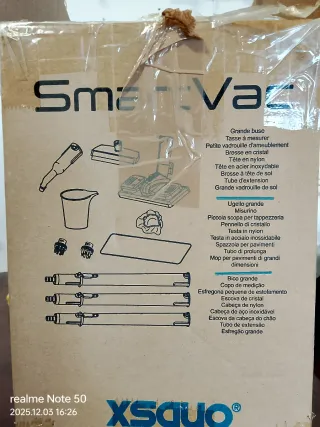 SmartVac
Grande buse
Tasse à mesurer
Petite vadrouille d'ameublement
Brosse en cristal
Tête en nylon
Tête en acier inoxydable
Brosse à tête de sol
Tube d'extension
Grande vadrouille de sol
Ugello grande
Misurino
Piccola scopa per tappezzeria
Pennello di cristallo
Testa in nylon
Testa in acciaio inossidabile
Spazzola per pavimenti
Tubo di prolunga
Mop per pavimenti di grandi
dimensioni
Bico grande
Copo de medição
Esfregona pequena de estofamento
Escova de cristal
Cabeça de nylon
Cabeça de aço inoxidável
Escova de cabeça do chão
Tubo de extensão
Esfregão grande
xsquo®
realme Note 50
2025.12.03 16:26